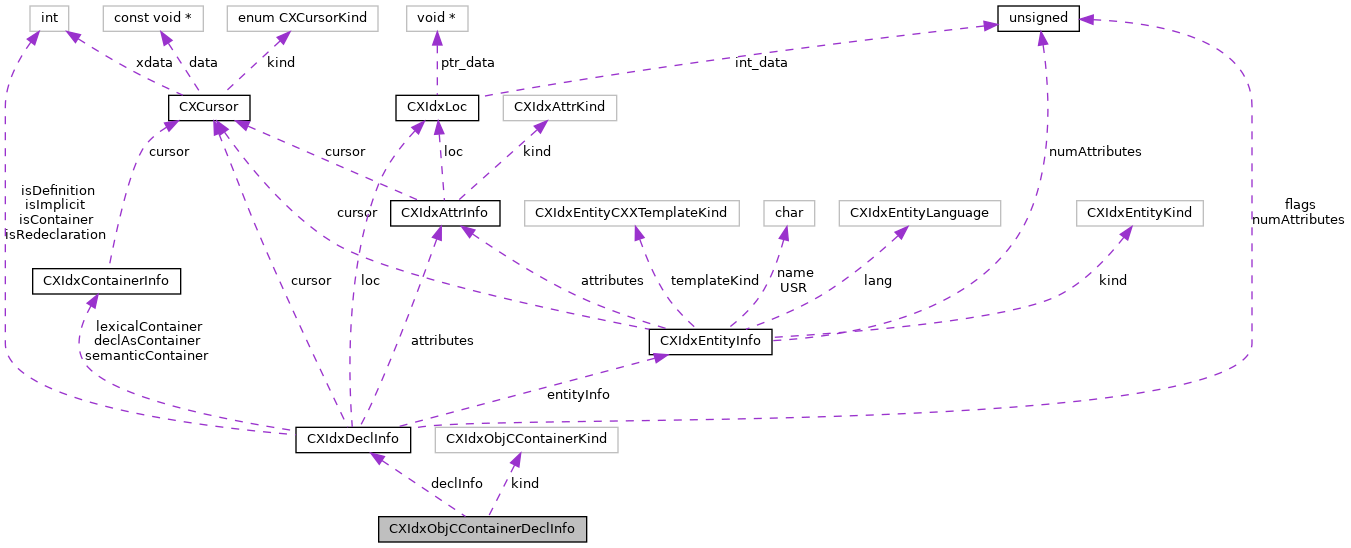 int
const void *
enum CXCursorKind
void *
unsigned
xdata
data
kind
ptr_data
int_data
CXCursor
CXIdxLoc
CXIdxAttrKind
cursor
cursor
loc
kind
numAttributes
isDefinition
isImplicit
isContainer
isRedeclaration
cursor
CXIdxAttrInfo
CXIdxEntityCXXTemplateKind
char
CXIdxEntityLanguage
CXIdxEntityKind
flags
numAttributes
CXIdxContainerInfo
cursor
loc
attributes
templateKind
name
USR
lang
kind
lexicalContainer
declAsContainer
semanticContainer
attributes
CXIdxEntityInfo
entityInfo
CXIdxDeclInfo
CXIdxObjCContainerKind
declInfo
kind
CXIdxObjCContainerDeclInfo